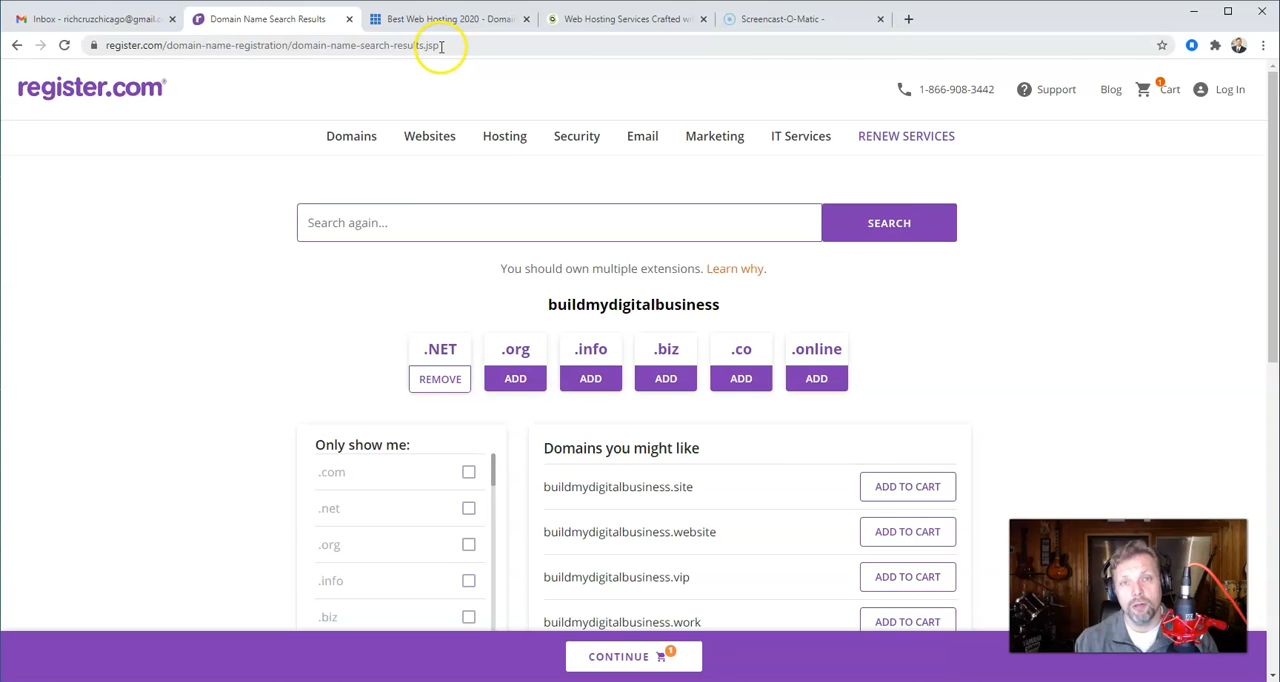 Inbox - richcruzchicago@gmail.c
Domain Name Search Results
Best Web Hosting 2020 - Domai
Web Hosting Services Crafted wi
Screencast-O-Matic -
register.com/domain-name-registration/domain-name-search-results.jsp
register.com
1-866-908-3442
Support
Blog
1
Cart
Log In
Domains
Websites
Hosting
Security
Email
Marketing
IT Services
RENEW SERVICES
Search again...
SEARCH
You should own multiple extensions. Learn why.
buildmydigitalbusiness
.NET
.org
.info
.biz
.co
.online
REMOVE
ADD
ADD
ADD
ADD
ADD
Only show me:
.com
.net
.org
.info
.biz
Domains you might like
buildmydigitalbusiness.site
ADD TO CART
buildmydigitalbusiness.website
ADD TO CART
buildmydigitalbusiness.vip
ADD TO CART
buildmydigitalbusiness.work
ADD TO CART
CONTINUE
1